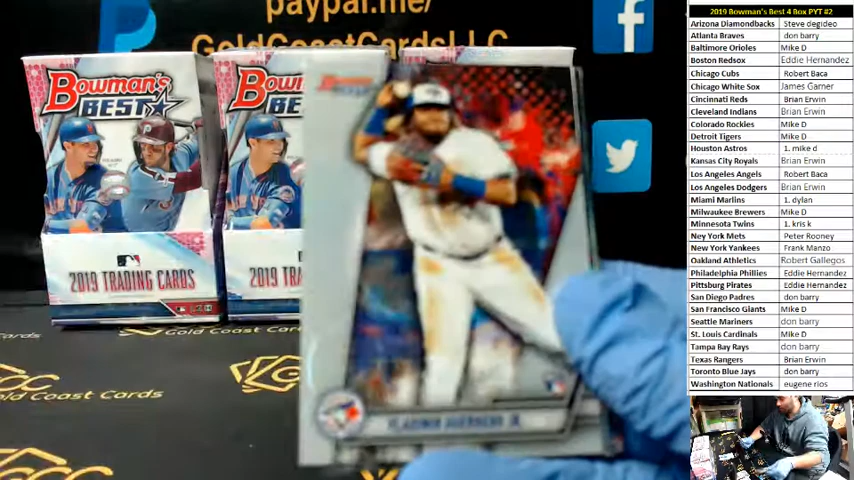 paypal.me/
GoldCoastCardsLLC
Bowman's
BEST
2019 TRADING CARDS
Bowman's
BEST
2019 TRADING
Gold Coast Cards
Gold Coast Cards
VLADIMIR GUERRERO JR.
2019 Bowman's Best 4 Box PYT #2
Arizona Diamondbacks Steve degideo
Atlanta Braves don barry
Baltimore Orioles Mike D
Boston Redsox Eddie Hernandez
Chicago Cubs Robert Baca
Chicago White Sox James Garner
Cincinnati Reds Brian Erwin
Cleveland Indians Brian Erwin
Colorado Rockies Mike D
Detroit Tigers Mike D
Houston Astros 1. mike d
Kansas City Royals Brian Erwin
Los Angeles Angels Robert Baca
Los Angeles Dodgers Brian Erwin
Miami Marlins 1. dylan
Milwaukee Brewers Mike D
Minnesota Twins 1. kris k
Ney York Mets Peter Rooney
New York Yankees Frank Manzo
Oakland Athletics Robert Gallegos
Philadelphia Phillies Eddie Hernandez
Pittsburg Pirates Eddie Hernandez
San Diego Padres don barry
San Francisco Giants Mike D
Seattle Mariners don barry
St. Louis Cardinals Mike D
Tampa Bay Rays don barry
Texas Rangers Brian Erwin
Toronto Blue Jays don barry
Washington Nationals eugene rios